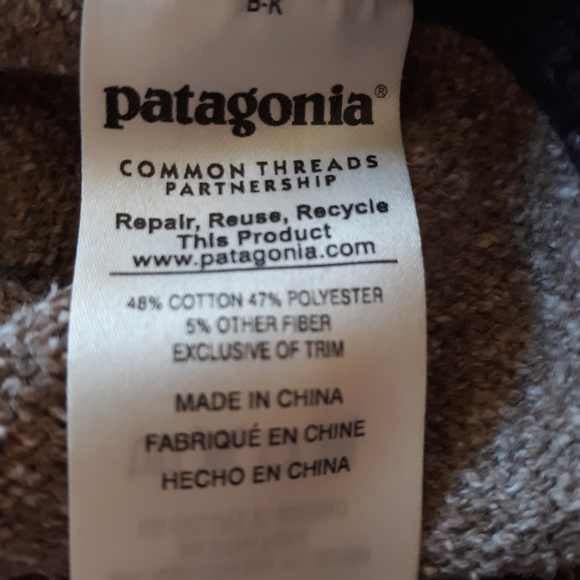 B-R
patagonia®
COMMON THREADS
PARTNERSHIP
Repair, Reuse, Recycle
This Product
www.patagonia.com
48% COTTON 47% POLYESTER
5% OTHER FIBER
EXCLUSIVE OF TRIM
MADE IN CHINA
FABRIQUÉ EN CHINE
HECHO EN CHINA